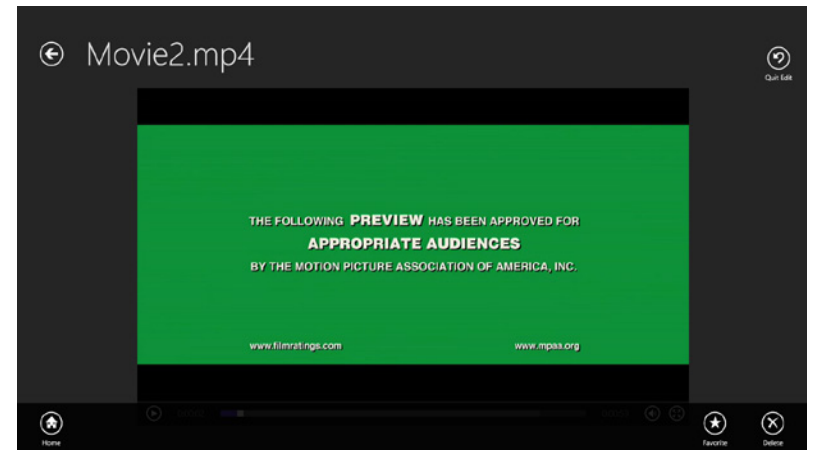 Movie2.mp4
Quit Edit
THE FOLLOWING PREVIEW HAS BEEN APPROVED FOR
APPROPRIATE AUDIENCES
BY THE MOTION PICTURE ASSOCIATION OF AMERICA, INC.
www.filmratings.com www.mpaa.org
Home
Favorite Delete